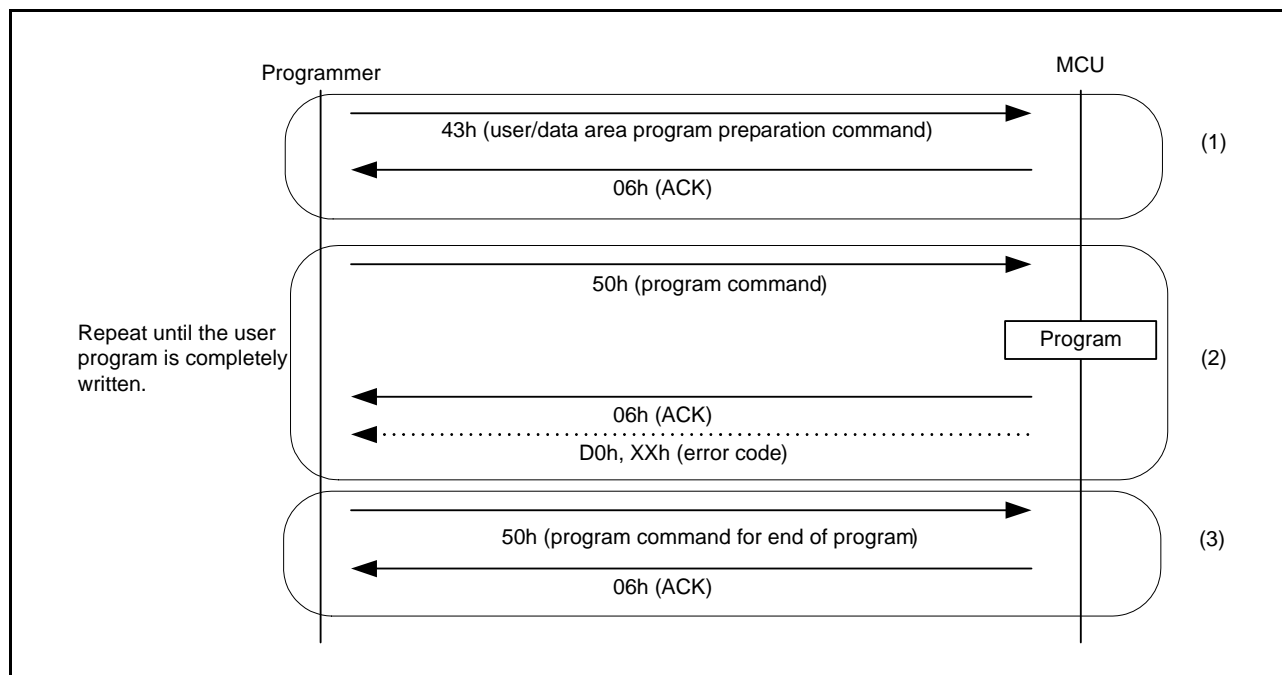 Programmer
MCU
43h (user/data area program preparation command)
(1)
06h (ACK)
50h (program command)
Repeat until the user
program is completely
written.
Program
(2)
06h (ACK)
D0h, XXh (error code)
50h (program command for end of program)
(3)
06h (ACK)